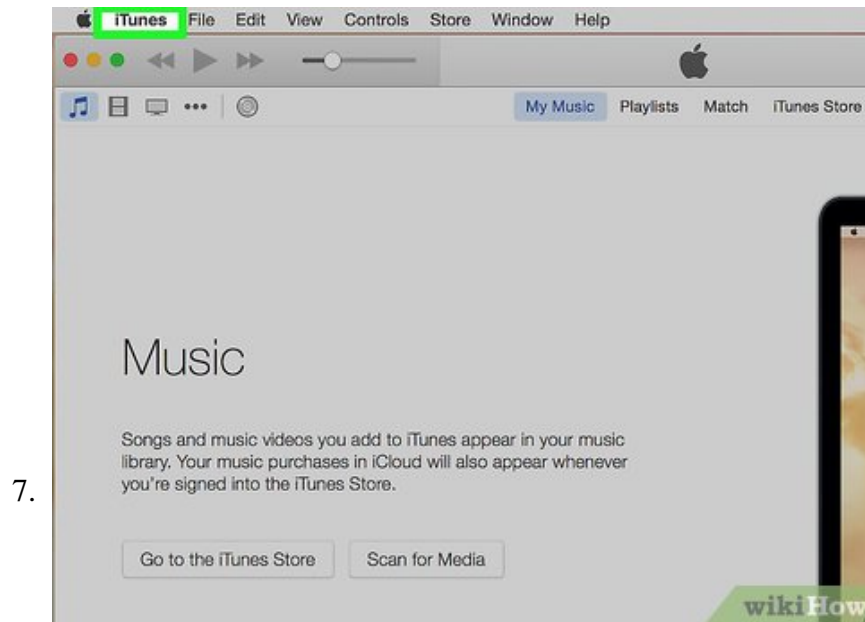 iTunes File Edit View Controls Store Window Help
My Music Playlists Match iTunes Store
Music
Songs and music videos you add to iTunes appear in your music
library. Your music purchases in iCloud will also appear whenever
you're signed into the iTunes Store.
7.
Go to the iTunes Store Scan for Media
wikiHow